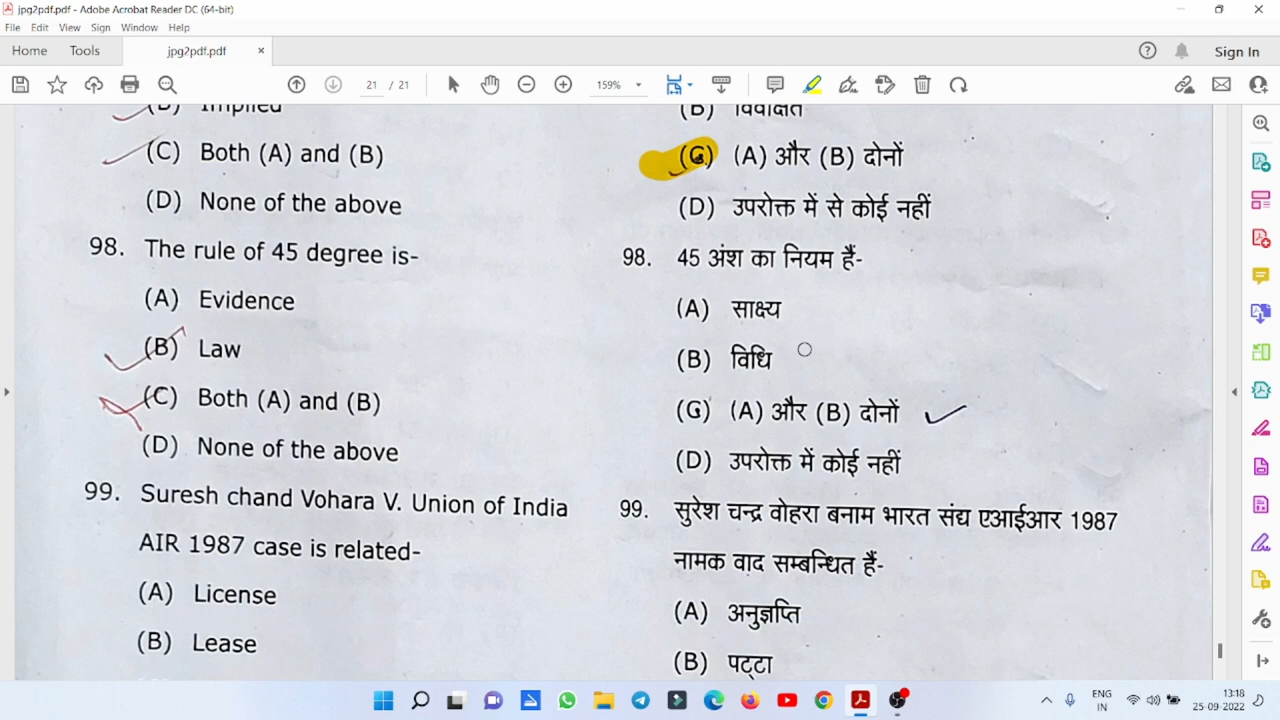 jpg2pdf.pdf - Adobe Acrobat Reader DC (64-bit)
File Edit View Sign Window Help
Home Tools jpg2pdf.pdf × Sign In
21 / 21 159%
(B) Implied
(C) Both (A) and (B)
(D) None of the above
98. The rule of 45 degree is-
(A) Evidence
(B) Law
(C) Both (A) and (B)
(D) None of the above
99. Suresh chand Vohara V. Union of India
AIR 1987 case is related-
(A) License
(B) Lease
(B) विवक्षित
(C) (A) और (B) दोनों
(D) उपरोक्त में से कोई नहीं
98. 45 अंश का नियम हैं-
(A) साक्ष्य
(B) विधि
(C) (A) और (B) दोनों
(D) उपरोक्त में कोई नहीं
99. सुरेश चन्द्र वोहरा बनाम भारत संद्य एआईआर 1987
नामक वाद सम्बन्धित हैं-
(A) अनुज्ञप्ति
(B) पट्टा
ENG
IN
13:18
25-09-2022